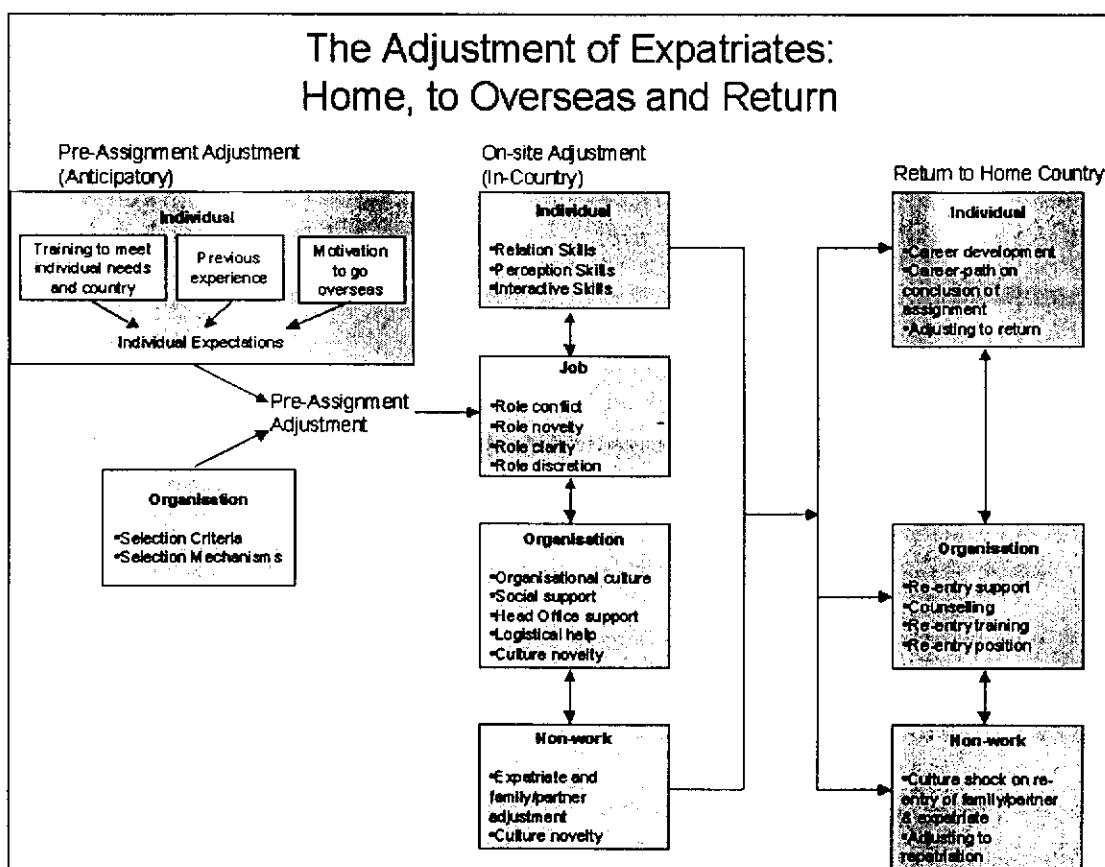 The Adjustment of Expatriates:
Home, to Overseas and Return
Pre-Assignment Adjustment
(Anticipatory)
Individual
Training to meet
individual needs
and country
Previous
experience
Motivation
to go
overseas
Individual Expectations
Pre-Assignment
Adjustment
Organisation
•Selection Criteria
•Selection Mechanisms
On-site Adjustment
(In-Country)
Individual
•Relation Skills
•Perception Skills
•Interactive Skills
Job
•Role conflict
•Role novelty
•Role clarity
•Role discretion
Organisation
•Organisational culture
•Social support
•Head Office support
•Logistical help
•Culture novelty
Non-work
•Expatriate and
family/partner
adjustment
•Culture novelty
Return to Home Country
Individual
•Career development
•Career-path on
conclusion of
assignment
•Adjusting to return
Organisation
•Re-entry support
•Counselling
•Re-entry training
•Re-entry position
Non-work
•Culture shock on re-
entry of family/partner
& expatriate
•Adjusting to
repatriation